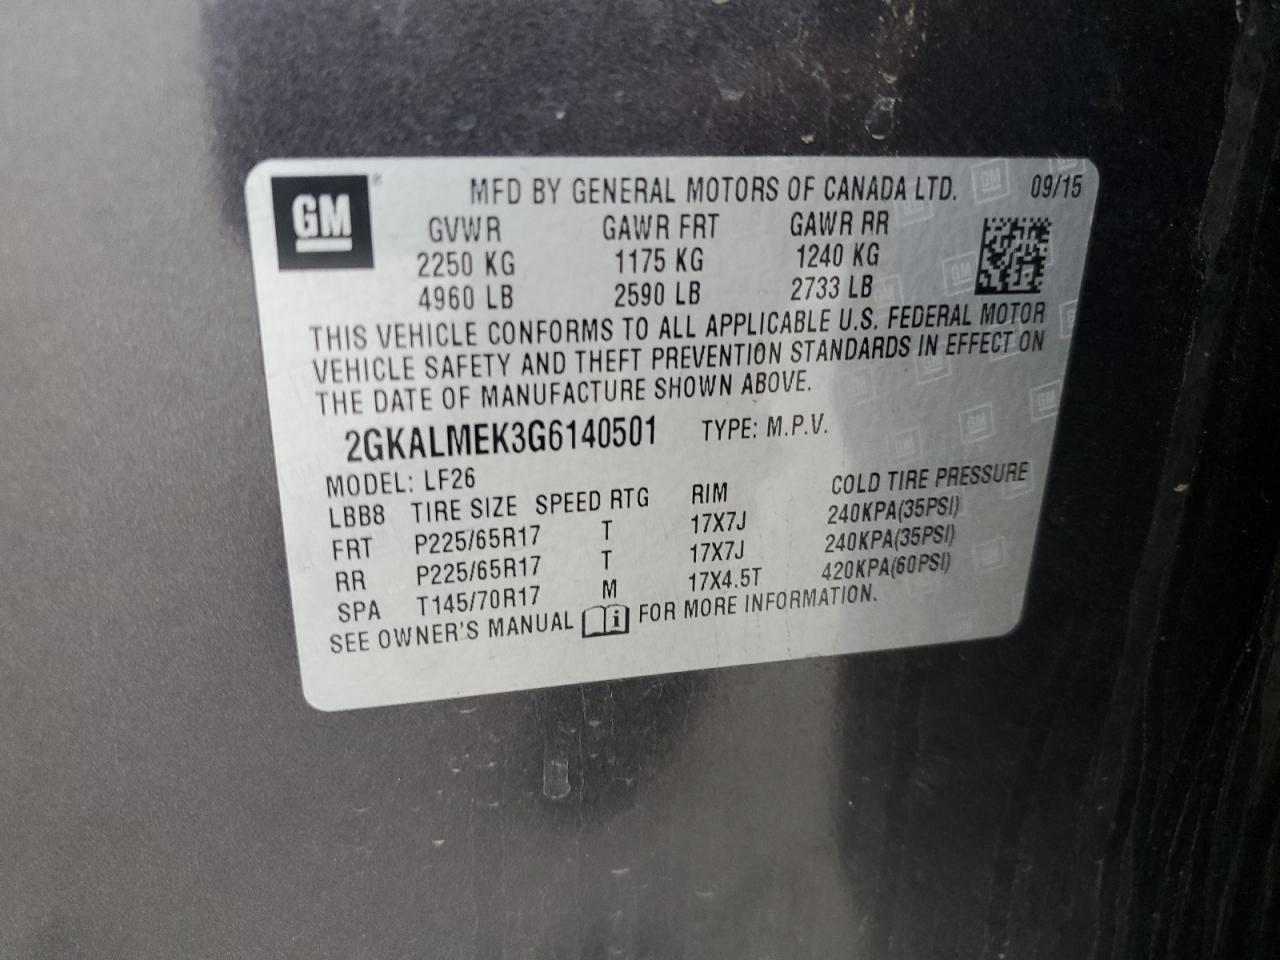 GM®
MFD BY GENERAL MOTORS OF CANADA LTD. 09/15
GVWR GAWR FRT GAWR RR
2250 KG 1175 KG 1240 KG
4960 LB 2590 LB 2733 LB
THIS VEHICLE CONFORMS TO ALL APPLICABLE U.S. FEDERAL MOTOR
VEHICLE SAFETY AND THEFT PREVENTION STANDARDS IN EFFECT ON
THE DATE OF MANUFACTURE SHOWN ABOVE.
2GKALMEK3G6140501 TYPE: M.P.V.
MODEL: LF26
LBB8 TIRE SIZE SPEED RTG RIM COLD TIRE PRESSURE
FRT P225/65R17 T 17X7J 240KPA(35PSI)
RR P225/65R17 T 17X7J 240KPA(35PSI)
SPA T145/70R17 M 17X4.5T 420KPA(60PSI)
SEE OWNER'S MANUAL i FOR MORE INFORMATION.